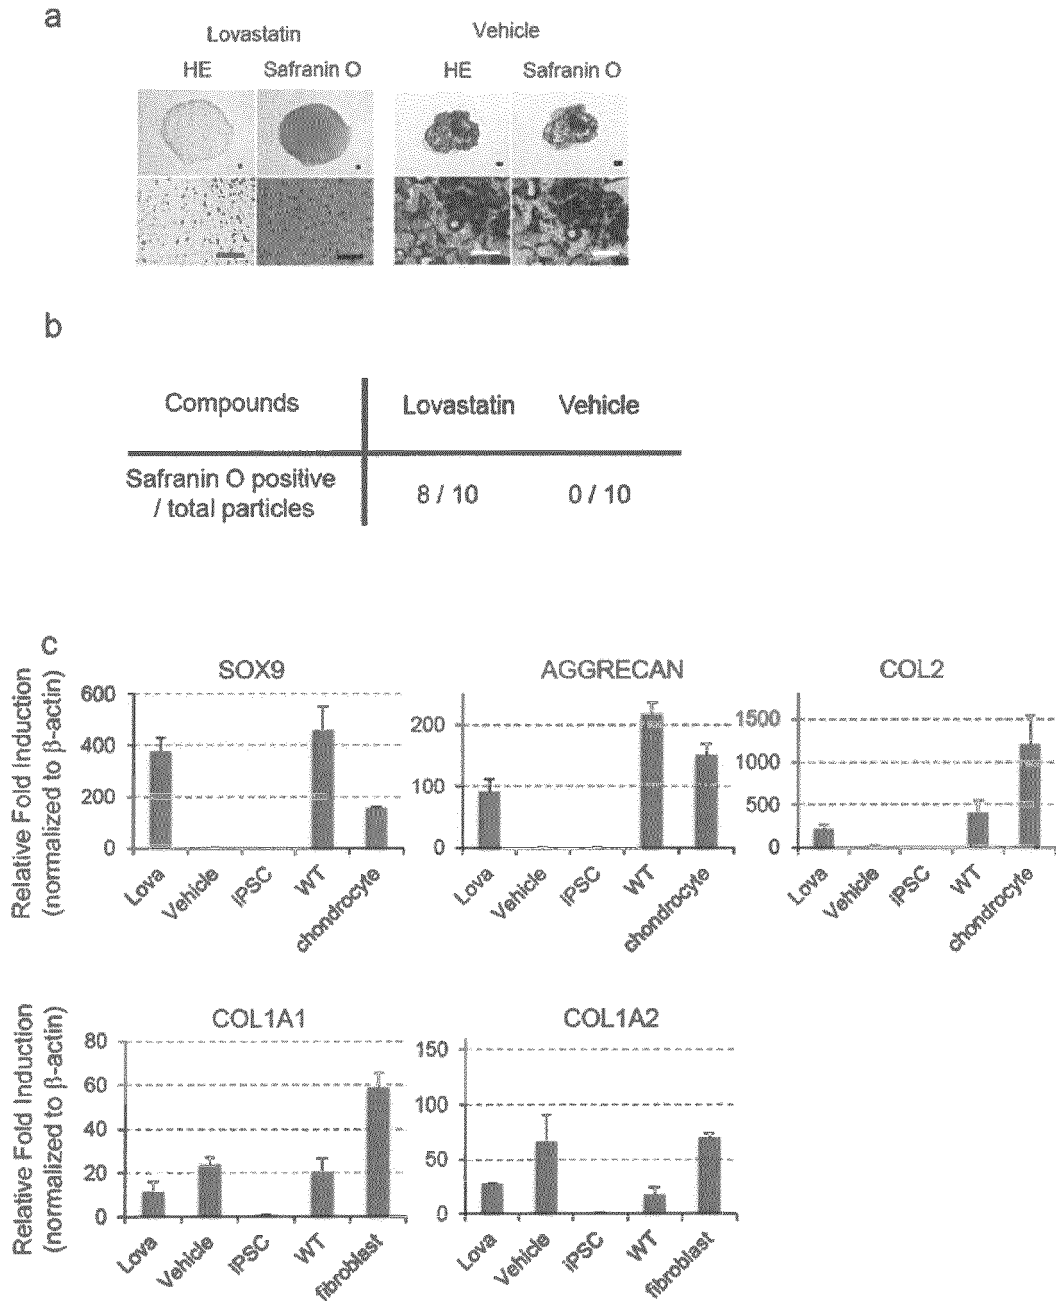 a
Lovastatin Vehicle
HE Safranin O HE Safranin O
b
Compounds Lovastatin Vehicle
Safranin O positive
/ total particles
8 / 10 0 / 10
c
SOX9
Relative Fold Induction
(normalized to β-actin)
600
400
200
0
Lova
Vehicle
iPSC
WT
chondrocyte
AGGRECAN
200
100
0
Lova
Vehicle
iPSC
WT
chondrocyte
COL2
1500
1000
500
0
Lova
Vehicle
iPSC
WT
chondrocyte
COL1A1
Relative Fold Induction
(normalized to β-actin)
80
60
40
20
0
Lova
Vehicle
iPSC
WT
fibroblast
COL1A2
150
100
50
0
Lova
Vehicle
iPSC
WT
fibroblast